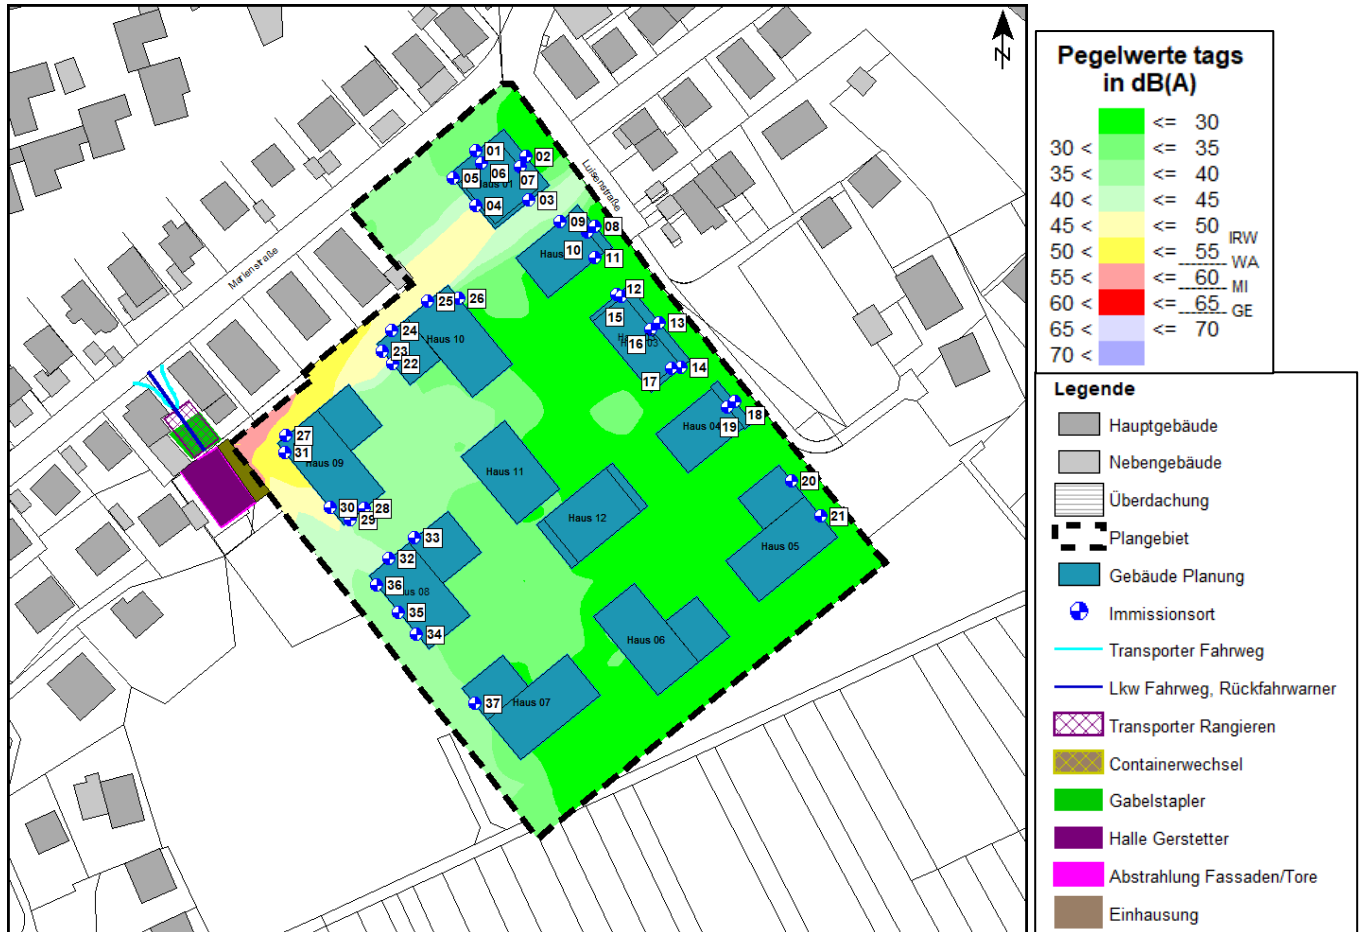 N
01
02
06
07
05
Haus 01
04
03
Luisenstraße
09
08
10
Haus
11
Marienstraße
12
15
13
16
03
17
14
25
26
24
Haus 10
23
22
18
Haus 04
19
27
31
Haus 09
Haus 11
30
28
29
20
21
Haus 12
Haus 05
33
32
36
us 08
35
34
Haus 06
37
Haus 07
Pegelwerte tags
in dB(A)
<= 30
30 < <= 35
35 < <= 40
40 < <= 45
45 < <= 50
IRW
50 < <= 55
WA
55 < <= 60
MI
60 < <= 65
GE
65 < <= 70
70 <
Legende
Hauptgebäude
Nebengebäude
Überdachung
Plangebiet
Gebäude Planung
Immissionsort
Transporter Fahrweg
Lkw Fahrweg, Rückfahrwarner
Transporter Rangieren
Containerwechsel
Gabelstapler
Halle Gerstetter
Abstrahlung Fassaden/Tore
Einhausung